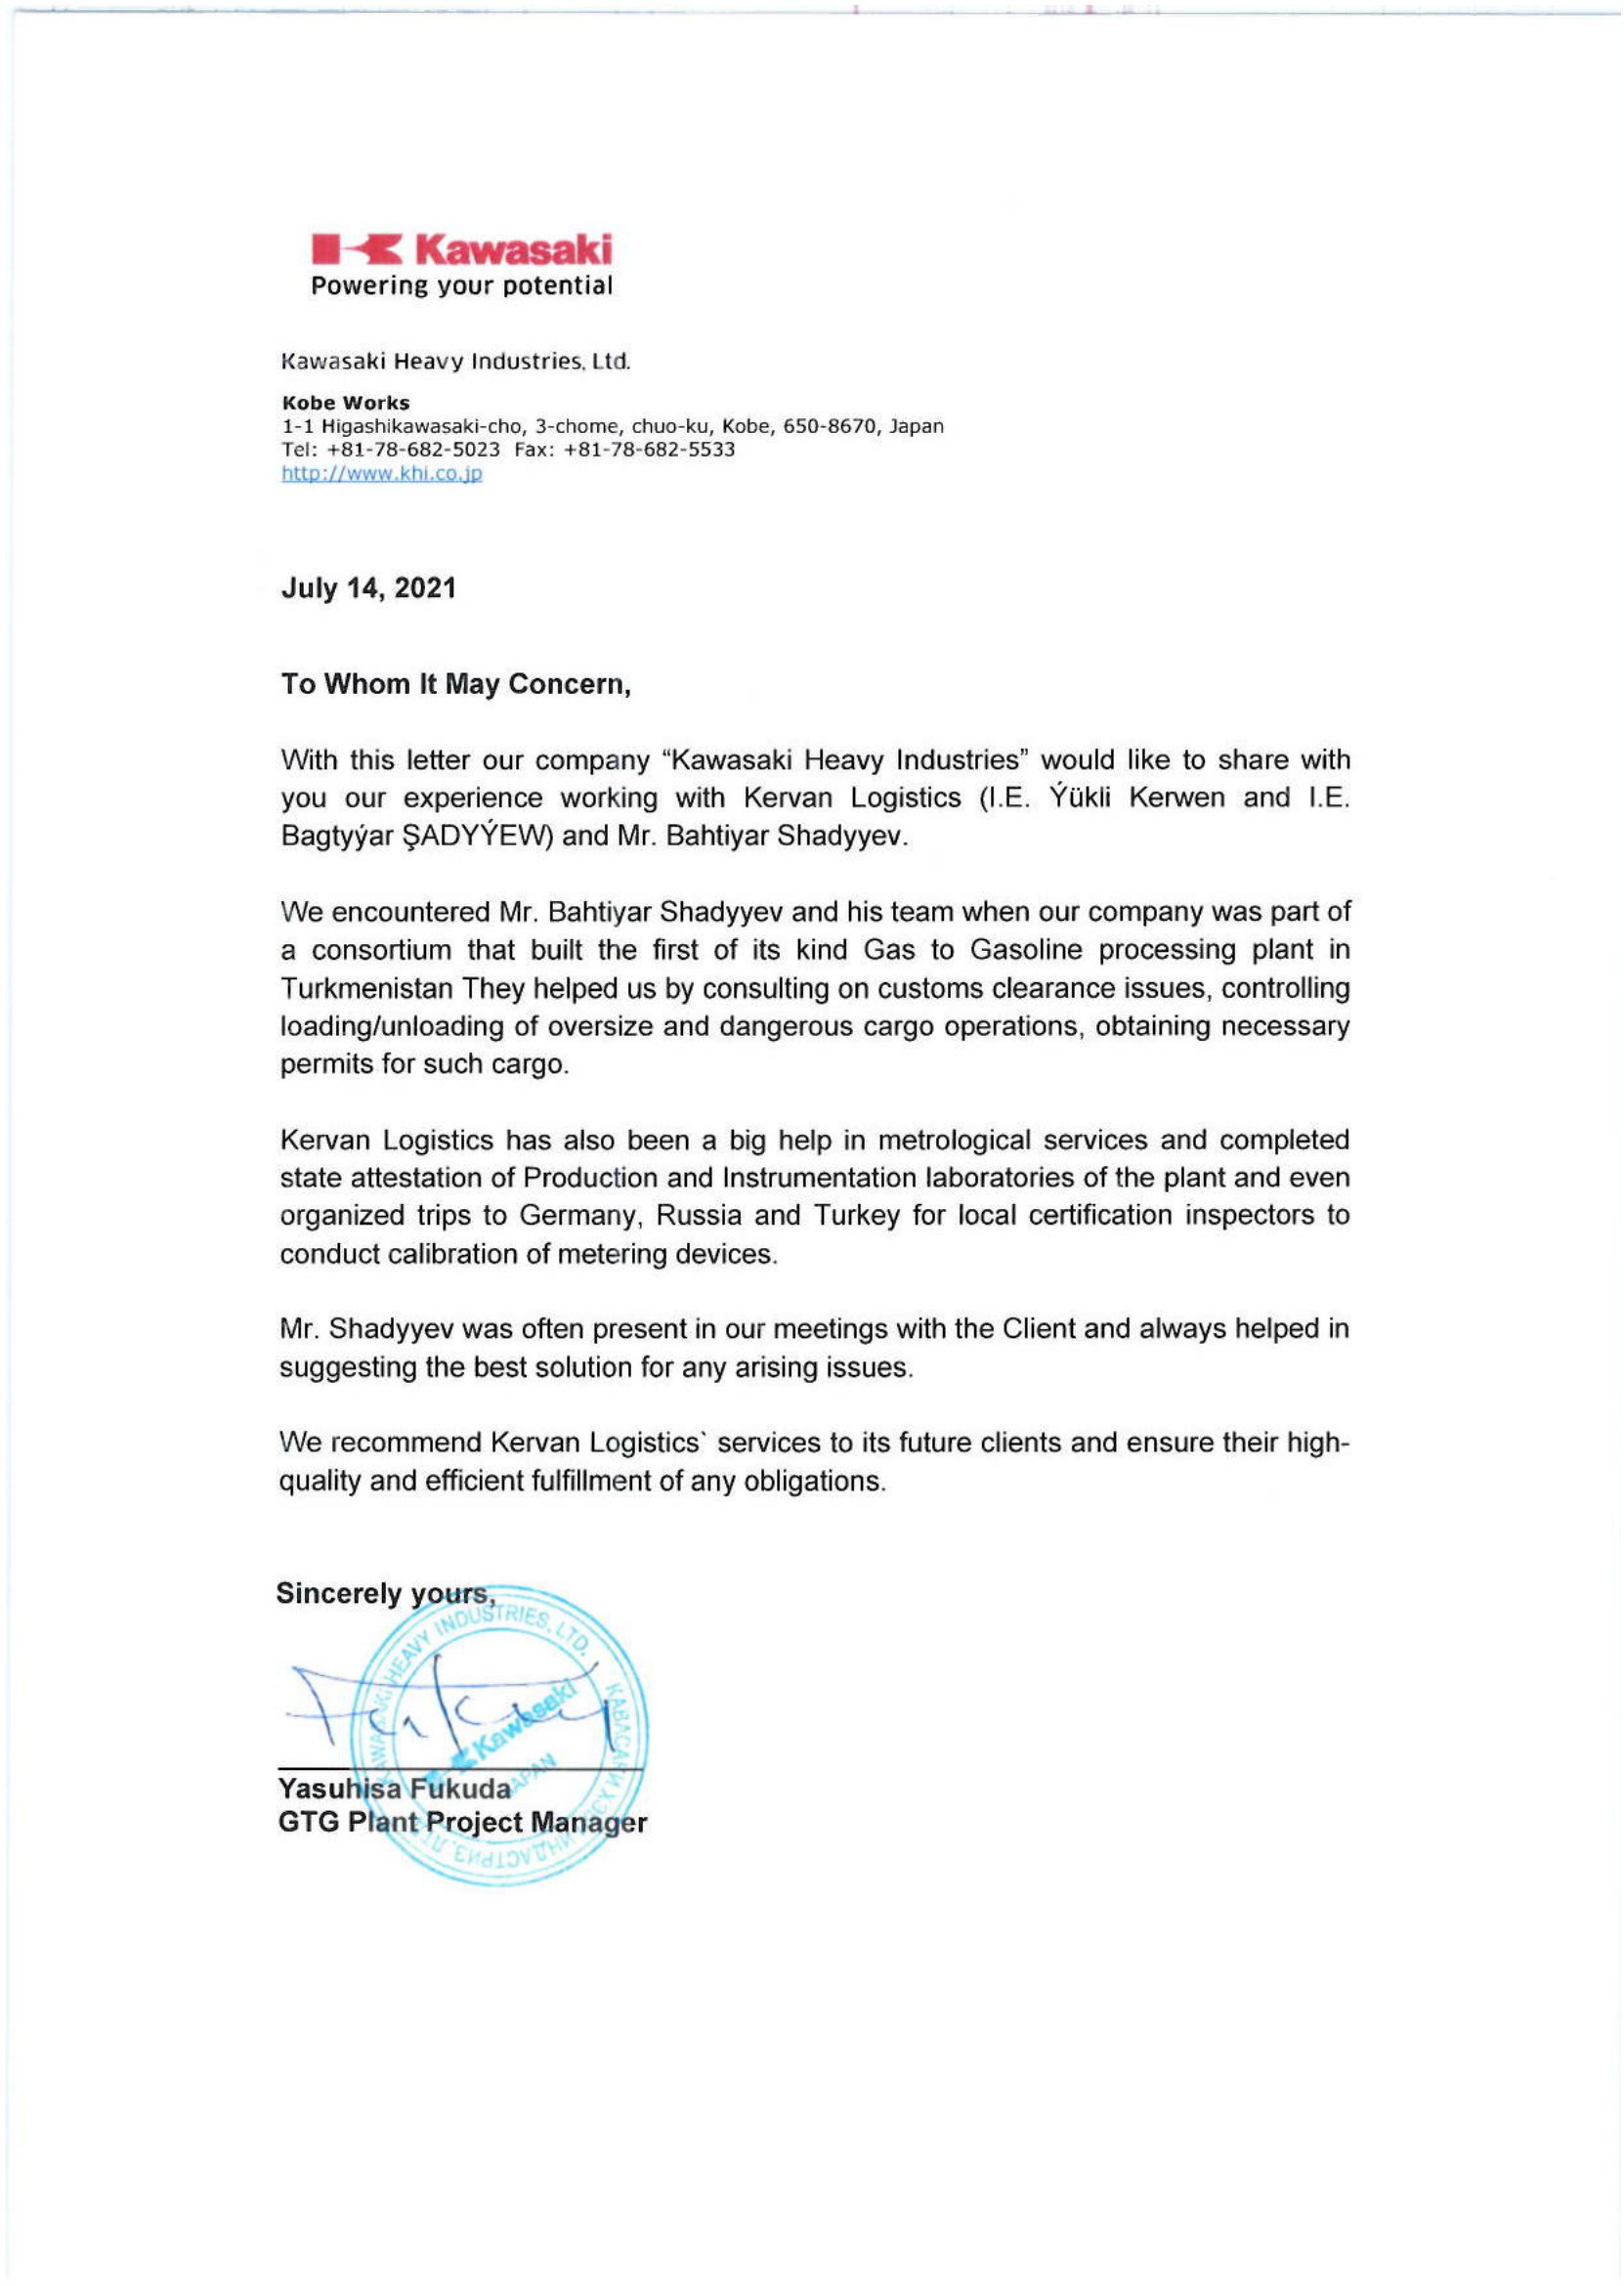 Kawasaki
Powering your potential
Kawasaki Heavy Industries, Ltd.
Kobe Works
1-1 Higashikawasaki-cho, 3-chome, chuo-ku, Kobe, 650-8670, Japan
Tel: +81-78-682-5023 Fax: +81-78-682-5533
http://www.khi.co.jp
July 14, 2021
To Whom It May Concern,
With this letter our company “Kawasaki Heavy Industries” would like to share with
you our experience working with Kervan Logistics (I.E. Ýükli Kerwen and I.E.
Bagtyýar ŞADYÝEW) and Mr. Bahtiyar Shadyyev.
We encountered Mr. Bahtiyar Shadyyev and his team when our company was part of
a consortium that built the first of its kind Gas to Gasoline processing plant in
Turkmenistan They helped us by consulting on customs clearance issues, controlling
loading/unloading of oversize and dangerous cargo operations, obtaining necessary
permits for such cargo.
Kervan Logistics has also been a big help in metrological services and completed
state attestation of Production and Instrumentation laboratories of the plant and even
organized trips to Germany, Russia and Turkey for local certification inspectors to
conduct calibration of metering devices.
Mr. Shadyyev was often present in our meetings with the Client and always helped in
suggesting the best solution for any arising issues.
We recommend Kervan Logistics` services to its future clients and ensure their high-
quality and efficient fulfillment of any obligations.
Sincerely yours,
KAWASAKI HEAVY INDUSTRIES, LTD.
Kawasaki
JAPAN
Yasuhisa Fukuda
GTG Plant Project Manager